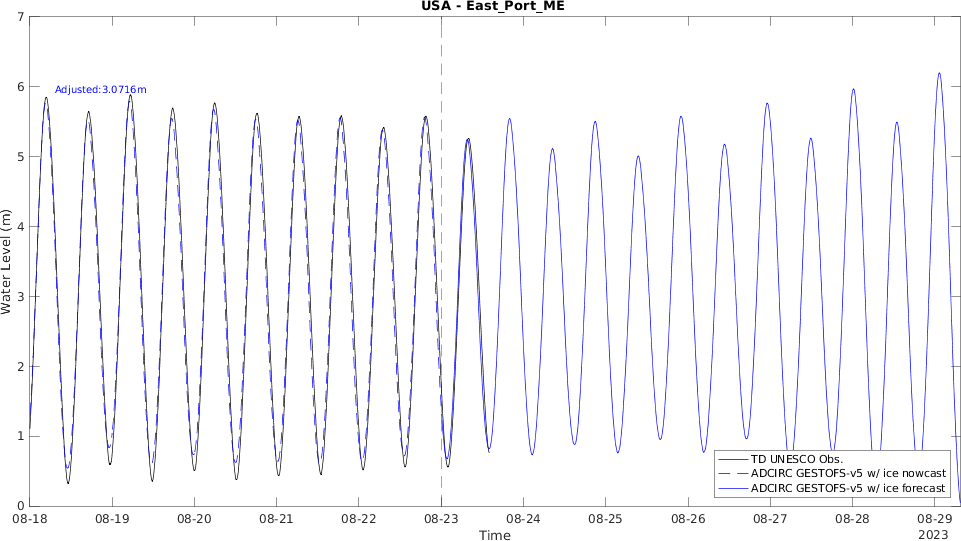 USA - East_Port_ME
Adjusted:3.0716m
Water Level (m)
7
6
5
4
3
2
1
0
08-18 08-19 08-20 08-21 08-22 08-23 08-24 08-25 08-26 08-27 08-28 08-29
Time
2023
TD UNESCO Obs.
ADCIRC GESTOFS-v5 w/ ice nowcast
ADCIRC GESTOFS-v5 w/ ice forecast